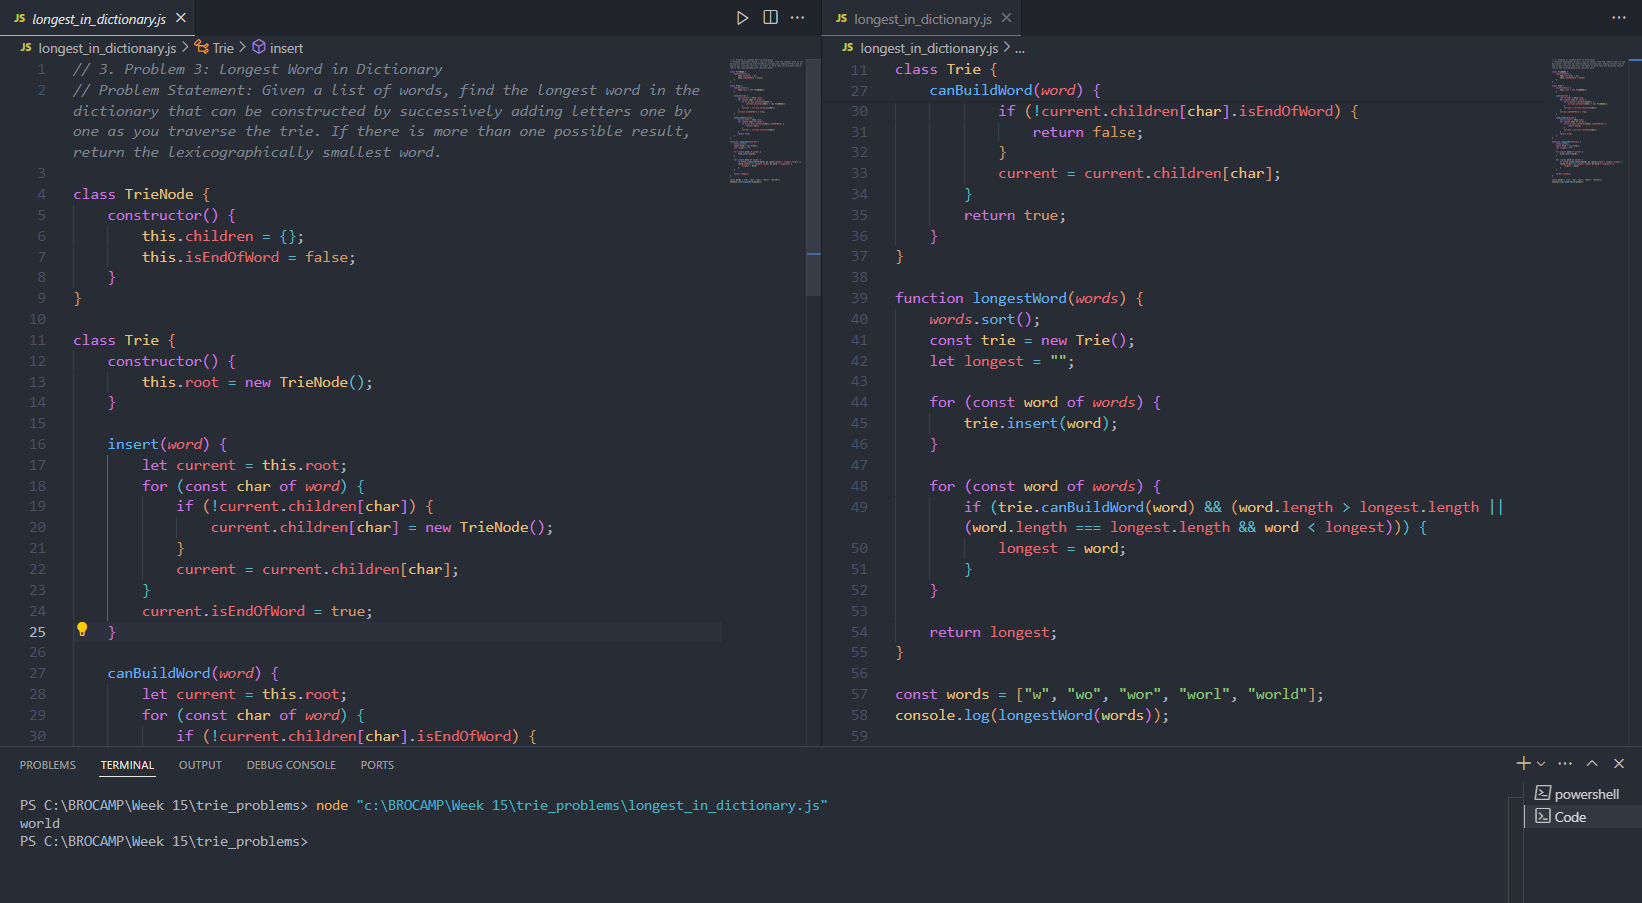 JS longest_in_dictionary.js
JS longest_in_dictionary.js > Trie > insert
1 // 3. Problem 3: Longest Word in Dictionary
2 // Problem Statement: Given a list of words, find the longest word in the
dictionary that can be constructed by successively adding letters one by
one as you traverse the trie. If there is more than one possible result,
return the lexicographically smallest word.
3
4 class TrieNode {
5 constructor() {
6 this.children = {};
7 this.isEndOfWord = false;
8 }
9 }
10
11 class Trie {
12 constructor() {
13 this.root = new TrieNode();
14 }
15
16 insert(word) {
17 let current = this.root;
18 for (const char of word) {
19 if (!current.children[char]) {
20 current.children[char] = new TrieNode();
21 }
22 current = current.children[char];
23 }
24 current.isEndOfWord = true;
25 }
26
27 canBuildWord(word) {
28 let current = this.root;
29 for (const char of word) {
30 if (!current.children[char].isEndOfWord) {
JS longest_in_dictionary.js
JS longest_in_dictionary.js > ...
11 class Trie {
27 canBuildWord(word) {
30 if (!current.children[char].isEndOfWord) {
31 return false;
32 }
33 current = current.children[char];
34 }
35 return true;
36 }
37 }
38
39 function longestWord(words) {
40 words.sort();
41 const trie = new Trie();
42 let longest = "";
43
44 for (const word of words) {
45 trie.insert(word);
46 }
47
48 for (const word of words) {
49 if (trie.canBuildWord(word) && (word.length > longest.length ||
(word.length === longest.length && word < longest))) {
50 longest = word;
51 }
52 }
53
54 return longest;
55 }
56
57 const words = ["w", "wo", "wor", "worl", "world"];
58 console.log(longestWord(words));
59
PROBLEMS TERMINAL OUTPUT DEBUG CONSOLE PORTS
PS C:\BROCAMP\Week 15\trie_problems> node "c:\BROCAMP\Week 15\trie_problems\longest_in_dictionary.js"
world
PS C:\BROCAMP\Week 15\trie_problems>
powershell
Code